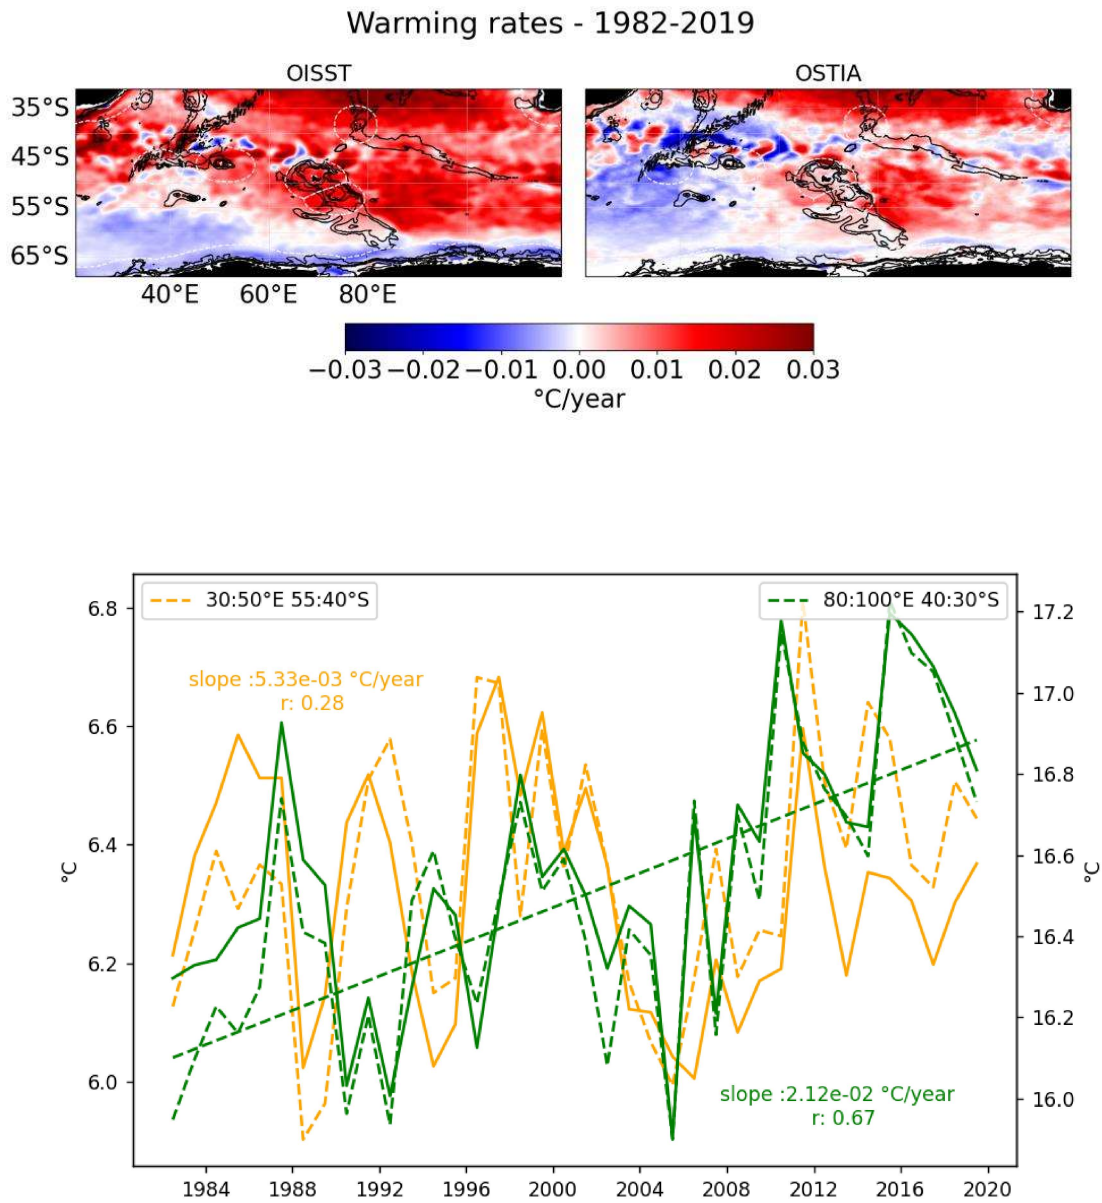 Warming rates - 1982-2019
OISST
OSTIA
35°S
45°S
55°S
65°S
40°E 60°E 80°E
−0.03 −0.02 −0.01 0.00 0.01 0.02 0.03
°C/year
30:50°E 55:40°S
80:100°E 40:30°S
slope :5.33e-03 °C/year
r: 0.28
slope :2.12e-02 °C/year
r: 0.67
6.8
6.6
6.4
6.2
6.0
°C
17.2
17.0
16.8
16.6
16.4
16.2
16.0
°C
1984 1988 1992 1996 2000 2004 2008 2012 2016 2020